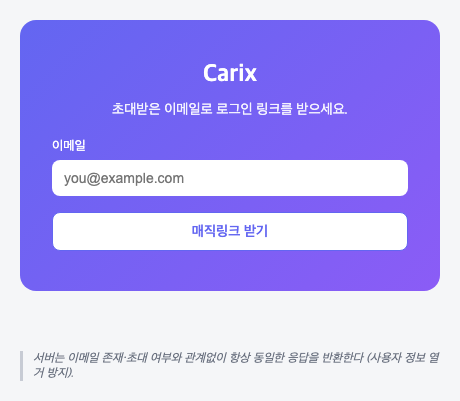 Carix
초대받은 이메일로 로그인 링크를 받으세요.
이메일
you@example.com
매직링크 받기
서버는 이메일 존재·초대 여부와 관계없이 항상 동일한 응답을 반환한다 (사용자 정보 열
거 방지).